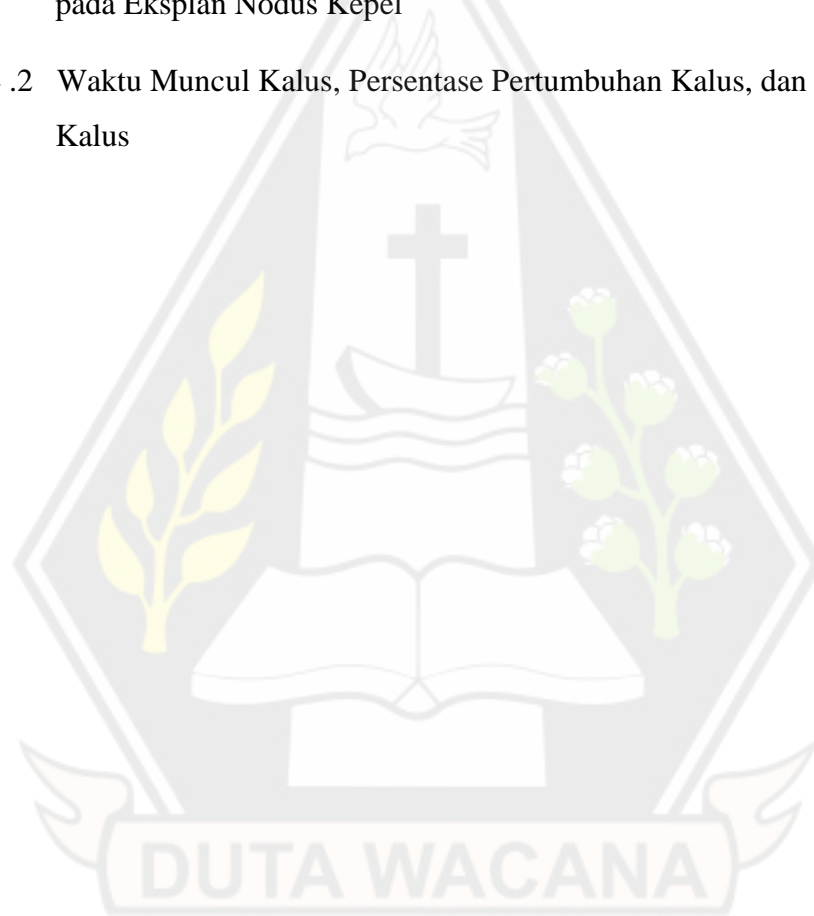 pada Eksplan Nodus Kepel
.2 Waktu Muncul Kalus, Persentase Pertumbuhan Kalus, dan
Kalus
DUTA WACANA